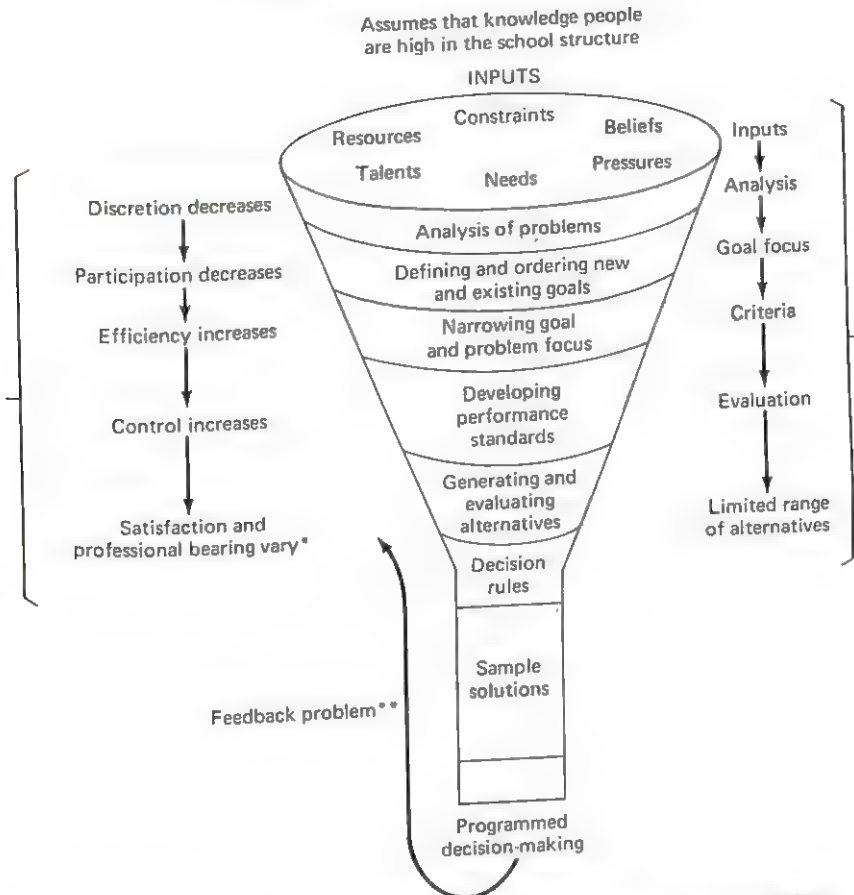 Assumes that knowledge people
are high in the school structure
INPUTS
Resources
Constraints
Beliefs
Talents
Needs
Pressures
Analysis of problems
Defining and ordering new
and existing goals
Narrowing goal
and problem focus
Developing
performance
standards
Generating and
evaluating
alternatives
Decision
rules
Sample
solutions
Programmed
decision-making
Discretion decreases
Participation decreases
Efficiency increases
Control increases
Satisfaction and
professional bearing vary*
Feedback problem**
Inputs
Analysis
Goal focus
Criteria
Evaluation
Limited range
of alternatives